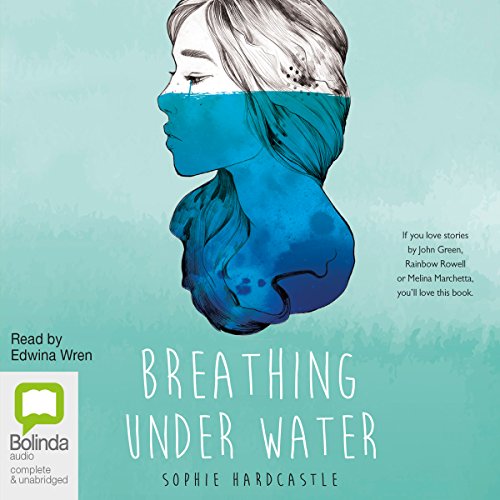 If you love stories
by John Green,
Rainbow Rowell
or Melina Marchetta,
you'll love this book.
Read by
Edwina Wren
BREATHING
UNDER WATER
SOPHIE HARDCASTLE
Bolinda
audio
complete
& unabridged